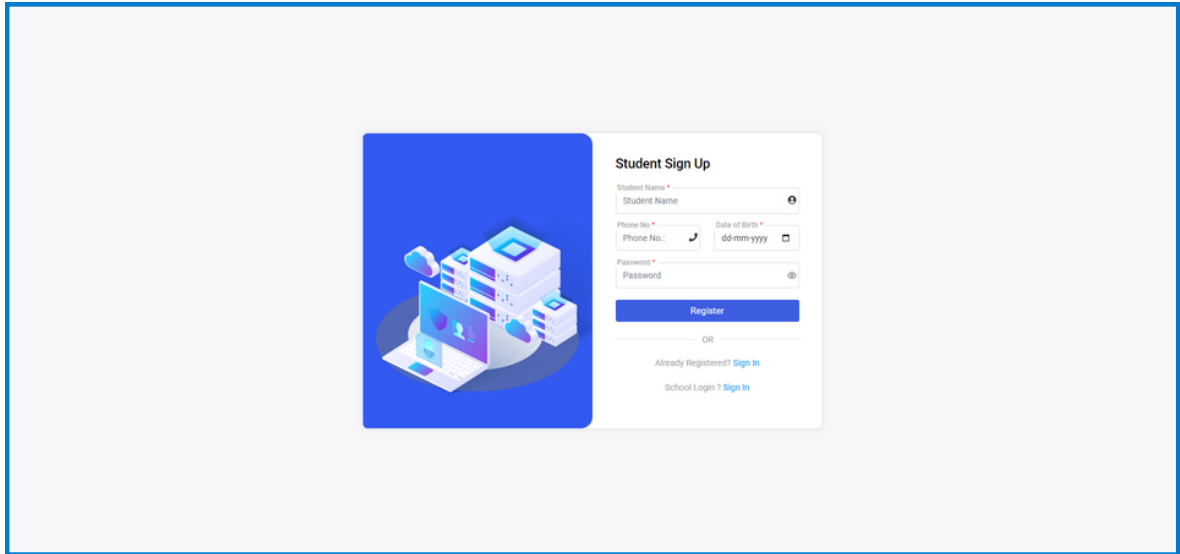 Student Sign Up
Student Name *
Student Name
Phone No * Date of Birth *
Phone No.: dd-mm-yyyy
Password *
Password
Register
OR
Already Registered? Sign In
School Login ? Sign In